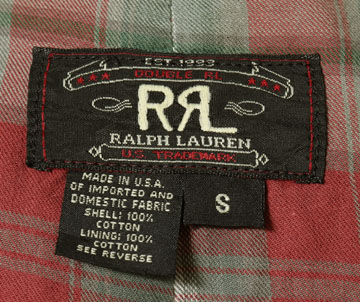 EST. 1993
DOUBLE RL
RRL
RALPH LAUREN
U.S. TRADEMARK
MADE IN U.S.A.
OF IMPORTED AND
DOMESTIC FABRIC
SHELL: 100%
COTTON
LINING: 100%
COTTON
SEE REVERSE
S